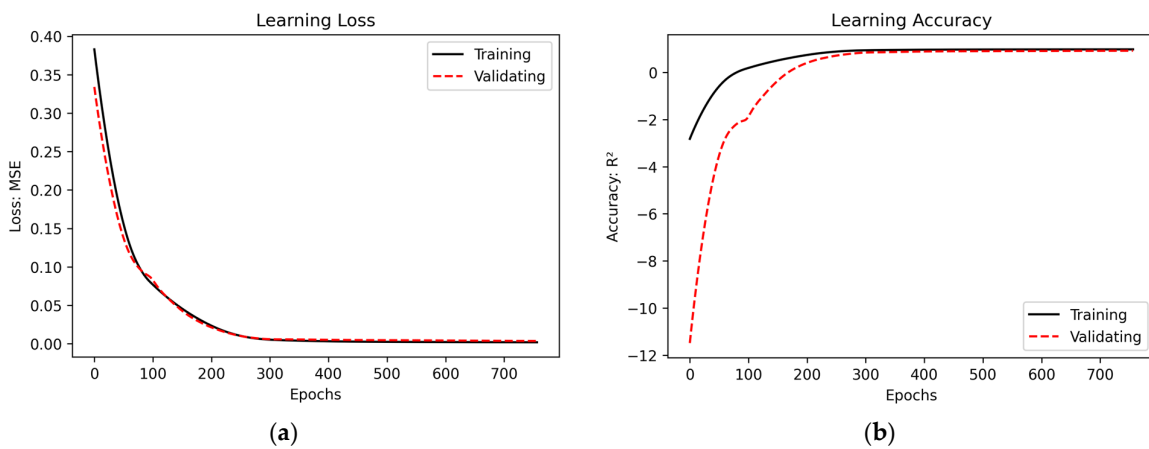 Learning Loss
0.40
0.35
0.30
0.25
0.20
0.15
0.10
0.05
0.00
Loss: MSE
Training
Validating
0 100 200 300 400 500 600 700
Epochs
(a)
Learning Accuracy
0
−2
−4
−6
−8
−10
−12
Accuracy: R²
Training
Validating
0 100 200 300 400 500 600 700
Epochs
(b)